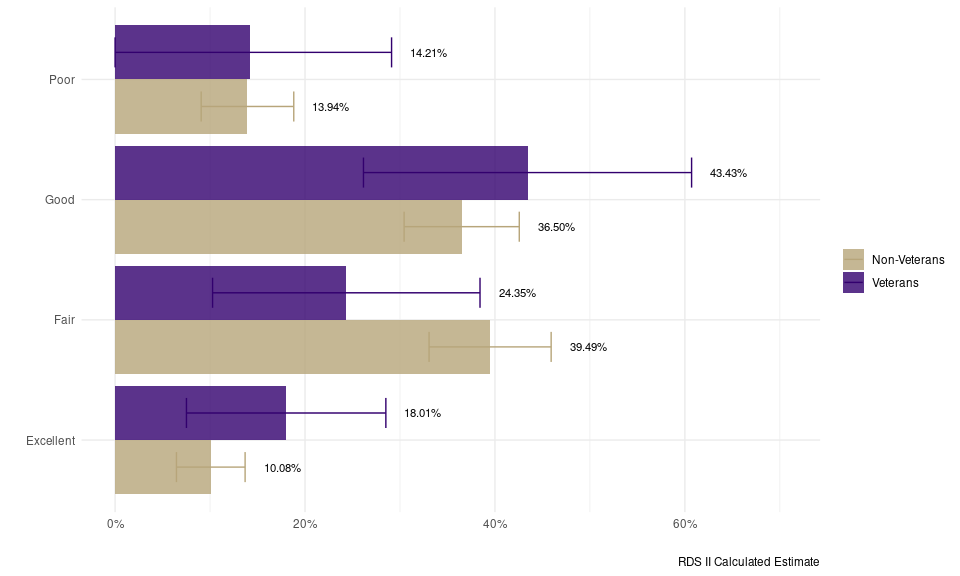 Poor
14.21%
13.94%
Good
43.43%
36.50%
Fair
24.35%
39.49%
Excellent
18.01%
10.08%
0%
20%
40%
60%
RDS II Calculated Estimate
Non-Veterans
Veterans